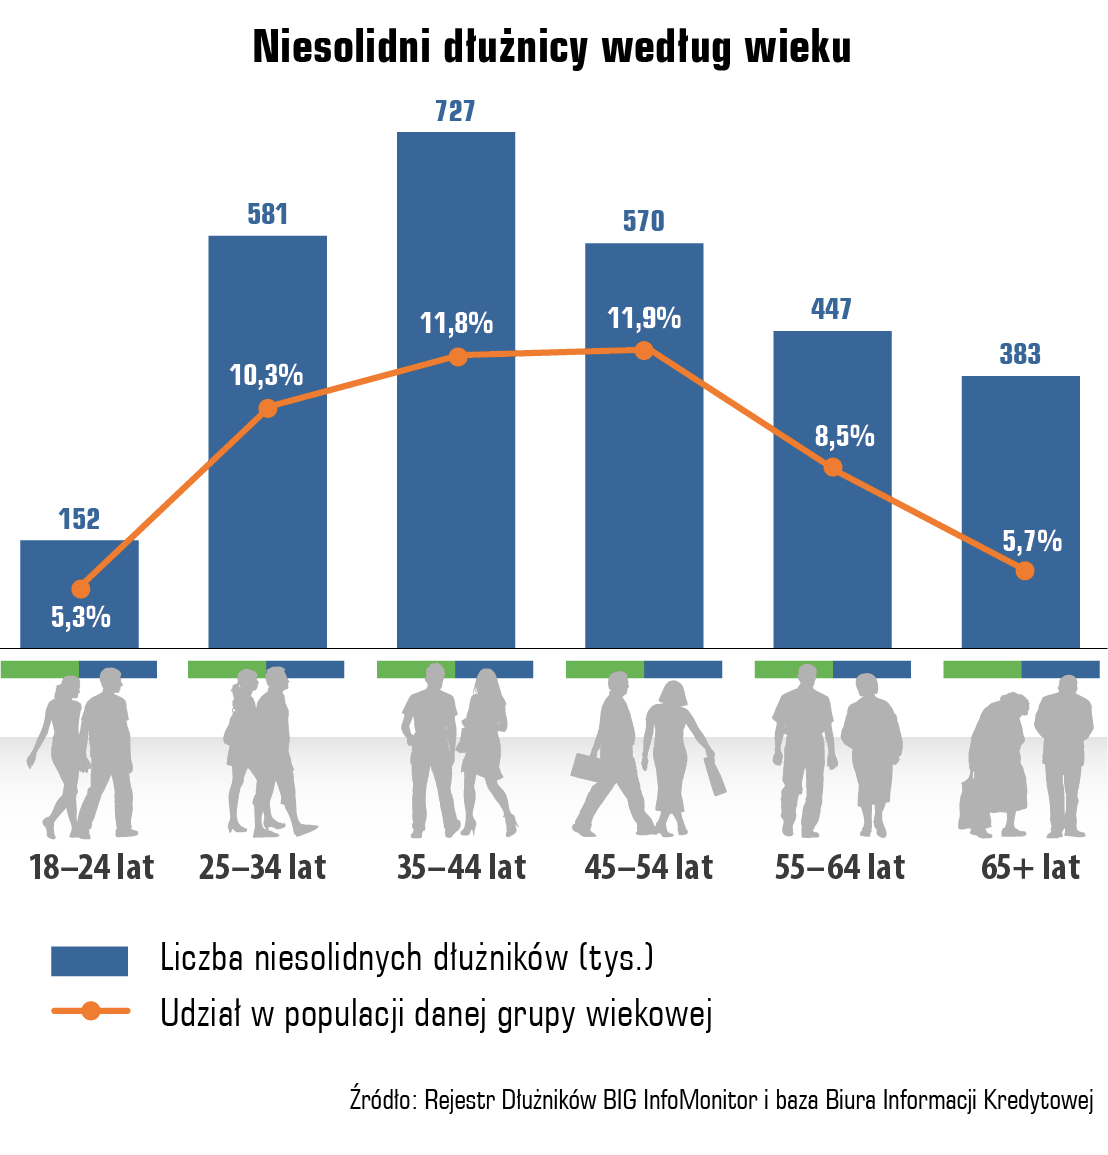 Niesolidni dłużnicy według wieku
727
581
570
447
383
152
11,8%
11,9%
10,3%
8,5%
5,7%
5,3%
18–24 lat 25–34 lat 35–44 lat 45–54 lat 55–64 lat 65+ lat
Liczba niesolidnych dłużników (tys.)
Udział w populacji danej grupy wiekowej
Źródło: Rejestr Dłużników BIG InfoMonitor i baza Biura Informacji Kredytowej